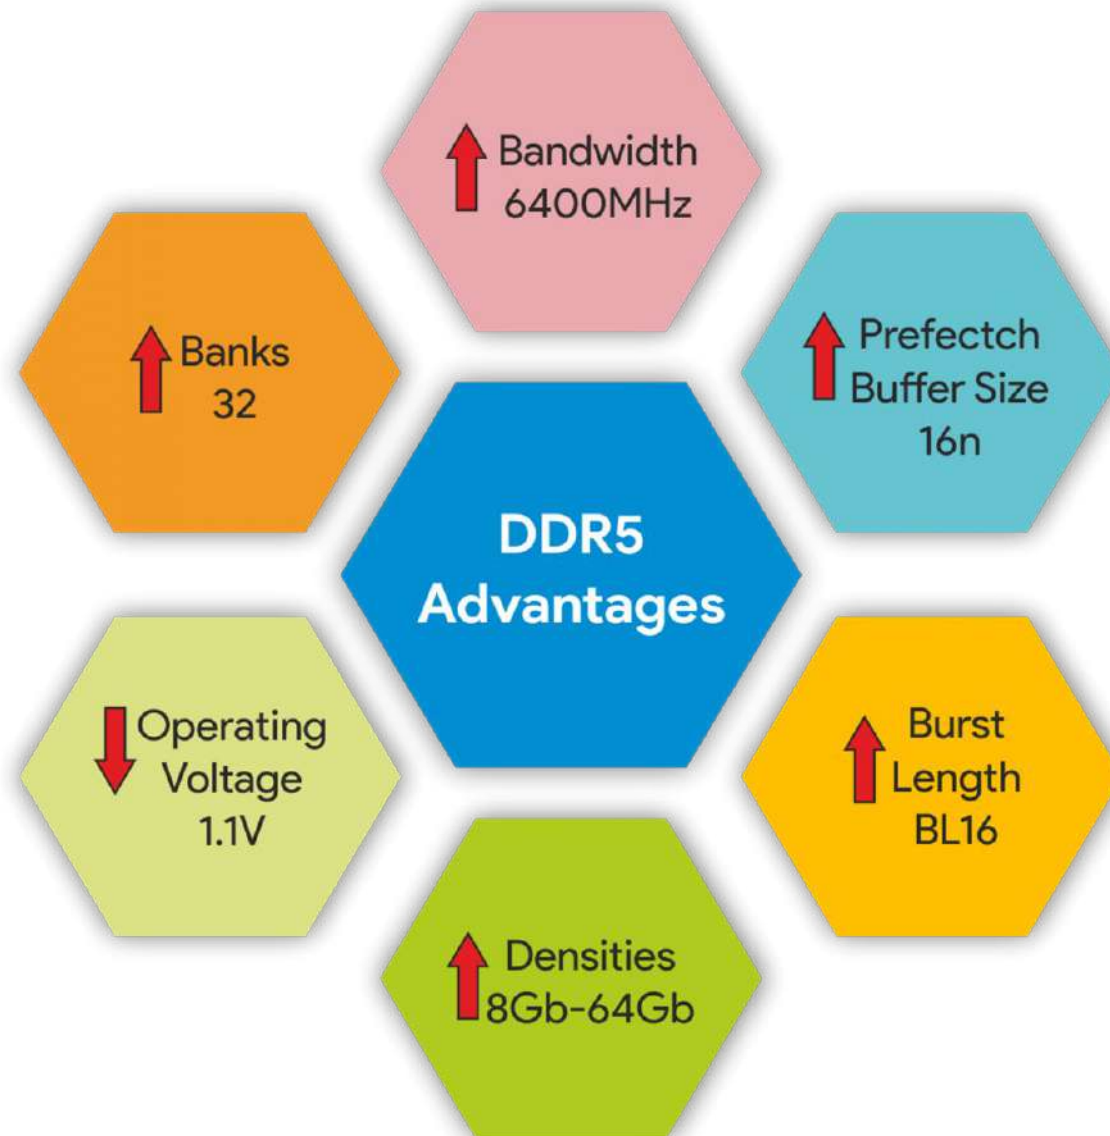 Bandwidth
6400MHz
Banks
32
Prefectch
Buffer Size
16n
DDR5
Advantages
Operating
Voltage
1.1V
Burst
Length
BL16
Densities
8Gb-64Gb